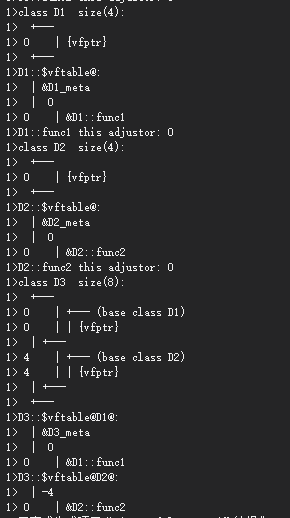 1>class D1  size(4):
1>  +---
1> 0     | {vfptr}
1>  +---
1>D1::$vftable@:
1>  | &D1_meta
1>  |  0
1> 0     | &D1::func1
1>D1::func1 this adjustor: 0
1>class D2  size(4):
1>  +---
1> 0     | {vfptr}
1>  +---
1>D2::$vftable@:
1>  | &D2_meta
1>  |  0
1> 0     | &D2::func2
1>D2::func2 this adjustor: 0
1>class D3  size(8):
1>  +---
1> 0     | +--- (base class D1)
1> 0     | | {vfptr}
1>  | +---
1> 4     | +--- (base class D2)
1> 4     | | {vfptr}
1>  | +---
1>  +---
1>D3::$vftable@D1@:
1>  | &D3_meta
1>  |  0
1> 0     | &D1::func1
1>D3::$vftable@D2@:
1>  | -4
1> 0     | &D2::func2